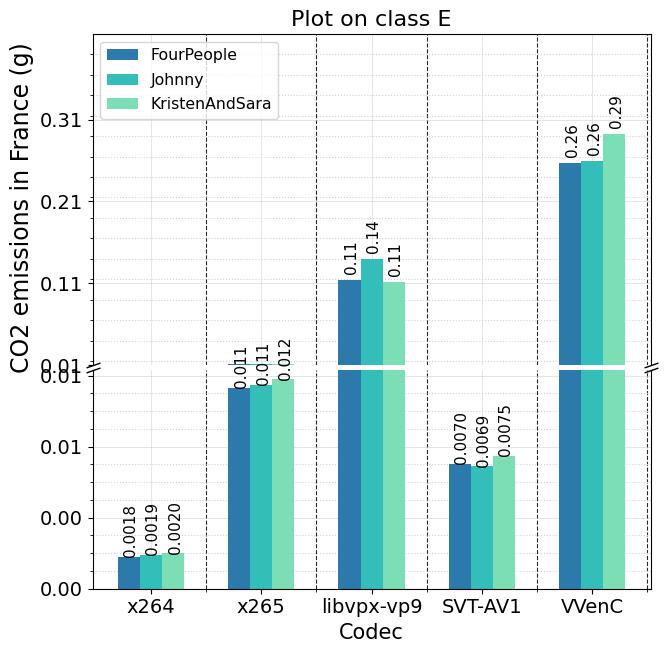 Plot on class E
CO2 emissions in France (g)
FourPeople
Johnny
KristenAndSara
0.31
0.21
0.11
0.01
0.01
0.01
0.00
0.00
0.0018
0.0019
0.0020
0.011
0.011
0.012
0.11
0.14
0.11
0.0070
0.0069
0.0075
0.26
0.26
0.29
x264
x265
libvpx-vp9
SVT-AV1
VVenC
Codec